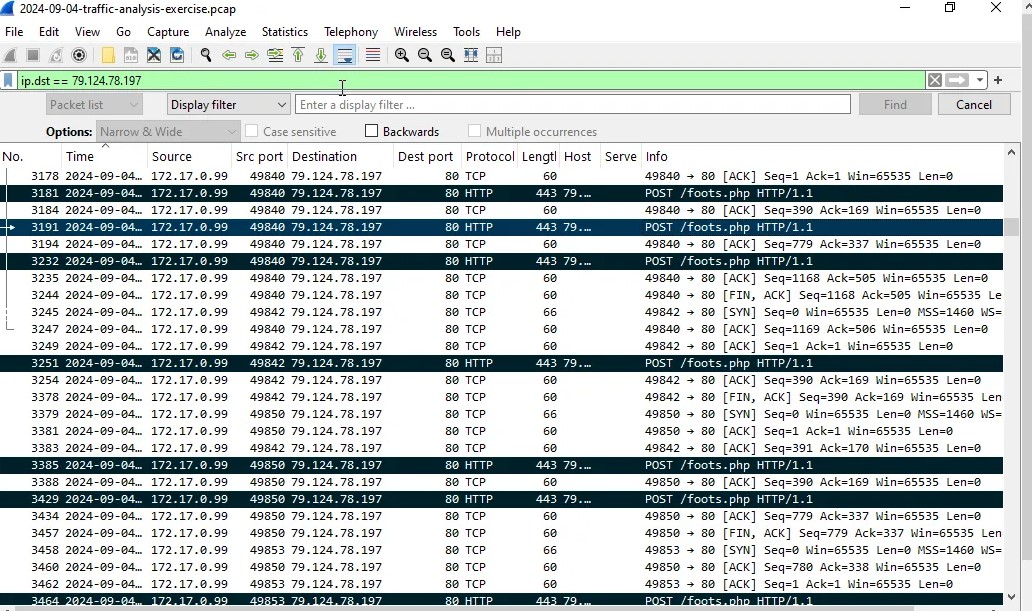 2024-09-04-traffic-analysis-exercise.pcap
File Edit View Go Capture Analyze Statistics Telephony Wireless Tools Help
ip.dst == 79.124.78.197
Packet list Display filter Enter a display filter ... Find Cancel
Options: Narrow & Wide Case sensitive Backwards Multiple occurrences
No. Time Source Src port Destination Dest port Protocol Lengtl Host Serve Info
3178 2024-09-04… 172.17.0.99 49840 79.124.78.197 80 TCP 60 49840 → 80 [ACK] Seq=1 Ack=1 Win=65535 Len=0
3181 2024-09-04… 172.17.0.99 49840 79.124.78.197 80 HTTP 443 79.… POST /foots.php HTTP/1.1
3184 2024-09-04… 172.17.0.99 49840 79.124.78.197 80 TCP 60 49840 → 80 [ACK] Seq=390 Ack=169 Win=65535 Len=0
3191 2024-09-04… 172.17.0.99 49840 79.124.78.197 80 HTTP 443 79.… POST /foots.php HTTP/1.1
3194 2024-09-04… 172.17.0.99 49840 79.124.78.197 80 TCP 60 49840 → 80 [ACK] Seq=779 Ack=337 Win=65535 Len=0
3232 2024-09-04… 172.17.0.99 49840 79.124.78.197 80 HTTP 443 79.… POST /foots.php HTTP/1.1
3235 2024-09-04… 172.17.0.99 49840 79.124.78.197 80 TCP 60 49840 → 80 [ACK] Seq=1168 Ack=505 Win=65535 Len=0
3244 2024-09-04… 172.17.0.99 49840 79.124.78.197 80 TCP 60 49840 → 80 [FIN, ACK] Seq=1168 Ack=505 Win=65535 Le
3245 2024-09-04… 172.17.0.99 49842 79.124.78.197 80 TCP 66 49842 → 80 [SYN] Seq=0 Win=65535 Len=0 MSS=1460 WS=
3247 2024-09-04… 172.17.0.99 49840 79.124.78.197 80 TCP 60 49840 → 80 [ACK] Seq=1169 Ack=506 Win=65535 Len=0
3249 2024-09-04… 172.17.0.99 49842 79.124.78.197 80 TCP 60 49842 → 80 [ACK] Seq=1 Ack=1 Win=65535 Len=0
3251 2024-09-04… 172.17.0.99 49842 79.124.78.197 80 HTTP 443 79.… POST /foots.php HTTP/1.1
3254 2024-09-04… 172.17.0.99 49842 79.124.78.197 80 TCP 60 49842 → 80 [ACK] Seq=390 Ack=169 Win=65535 Len=0
3378 2024-09-04… 172.17.0.99 49842 79.124.78.197 80 TCP 60 49842 → 80 [FIN, ACK] Seq=390 Ack=169 Win=65535 Len
3379 2024-09-04… 172.17.0.99 49850 79.124.78.197 80 TCP 66 49850 → 80 [SYN] Seq=0 Win=65535 Len=0 MSS=1460 WS=
3381 2024-09-04… 172.17.0.99 49850 79.124.78.197 80 TCP 60 49850 → 80 [ACK] Seq=1 Ack=1 Win=65535 Len=0
3383 2024-09-04… 172.17.0.99 49842 79.124.78.197 80 TCP 60 49842 → 80 [ACK] Seq=391 Ack=170 Win=65535 Len=0
3385 2024-09-04… 172.17.0.99 49850 79.124.78.197 80 HTTP 443 79.… POST /foots.php HTTP/1.1
3388 2024-09-04… 172.17.0.99 49850 79.124.78.197 80 TCP 60 49850 → 80 [ACK] Seq=390 Ack=169 Win=65535 Len=0
3429 2024-09-04… 172.17.0.99 49850 79.124.78.197 80 HTTP 443 79.… POST /foots.php HTTP/1.1
3434 2024-09-04… 172.17.0.99 49850 79.124.78.197 80 TCP 60 49850 → 80 [ACK] Seq=779 Ack=337 Win=65535 Len=0
3457 2024-09-04… 172.17.0.99 49850 79.124.78.197 80 TCP 60 49850 → 80 [FIN, ACK] Seq=779 Ack=337 Win=65535 Len
3458 2024-09-04… 172.17.0.99 49853 79.124.78.197 80 TCP 66 49853 → 80 [SYN] Seq=0 Win=65535 Len=0 MSS=1460 WS=
3460 2024-09-04… 172.17.0.99 49850 79.124.78.197 80 TCP 60 49850 → 80 [ACK] Seq=780 Ack=338 Win=65535 Len=0
3462 2024-09-04… 172.17.0.99 49853 79.124.78.197 80 TCP 60 49853 → 80 [ACK] Seq=1 Ack=1 Win=65535 Len=0
3464 2024-09-04… 172.17.0.99 49853 79.124.78.197 80 HTTP 443 79.… POST /foots.php HTTP/1.1